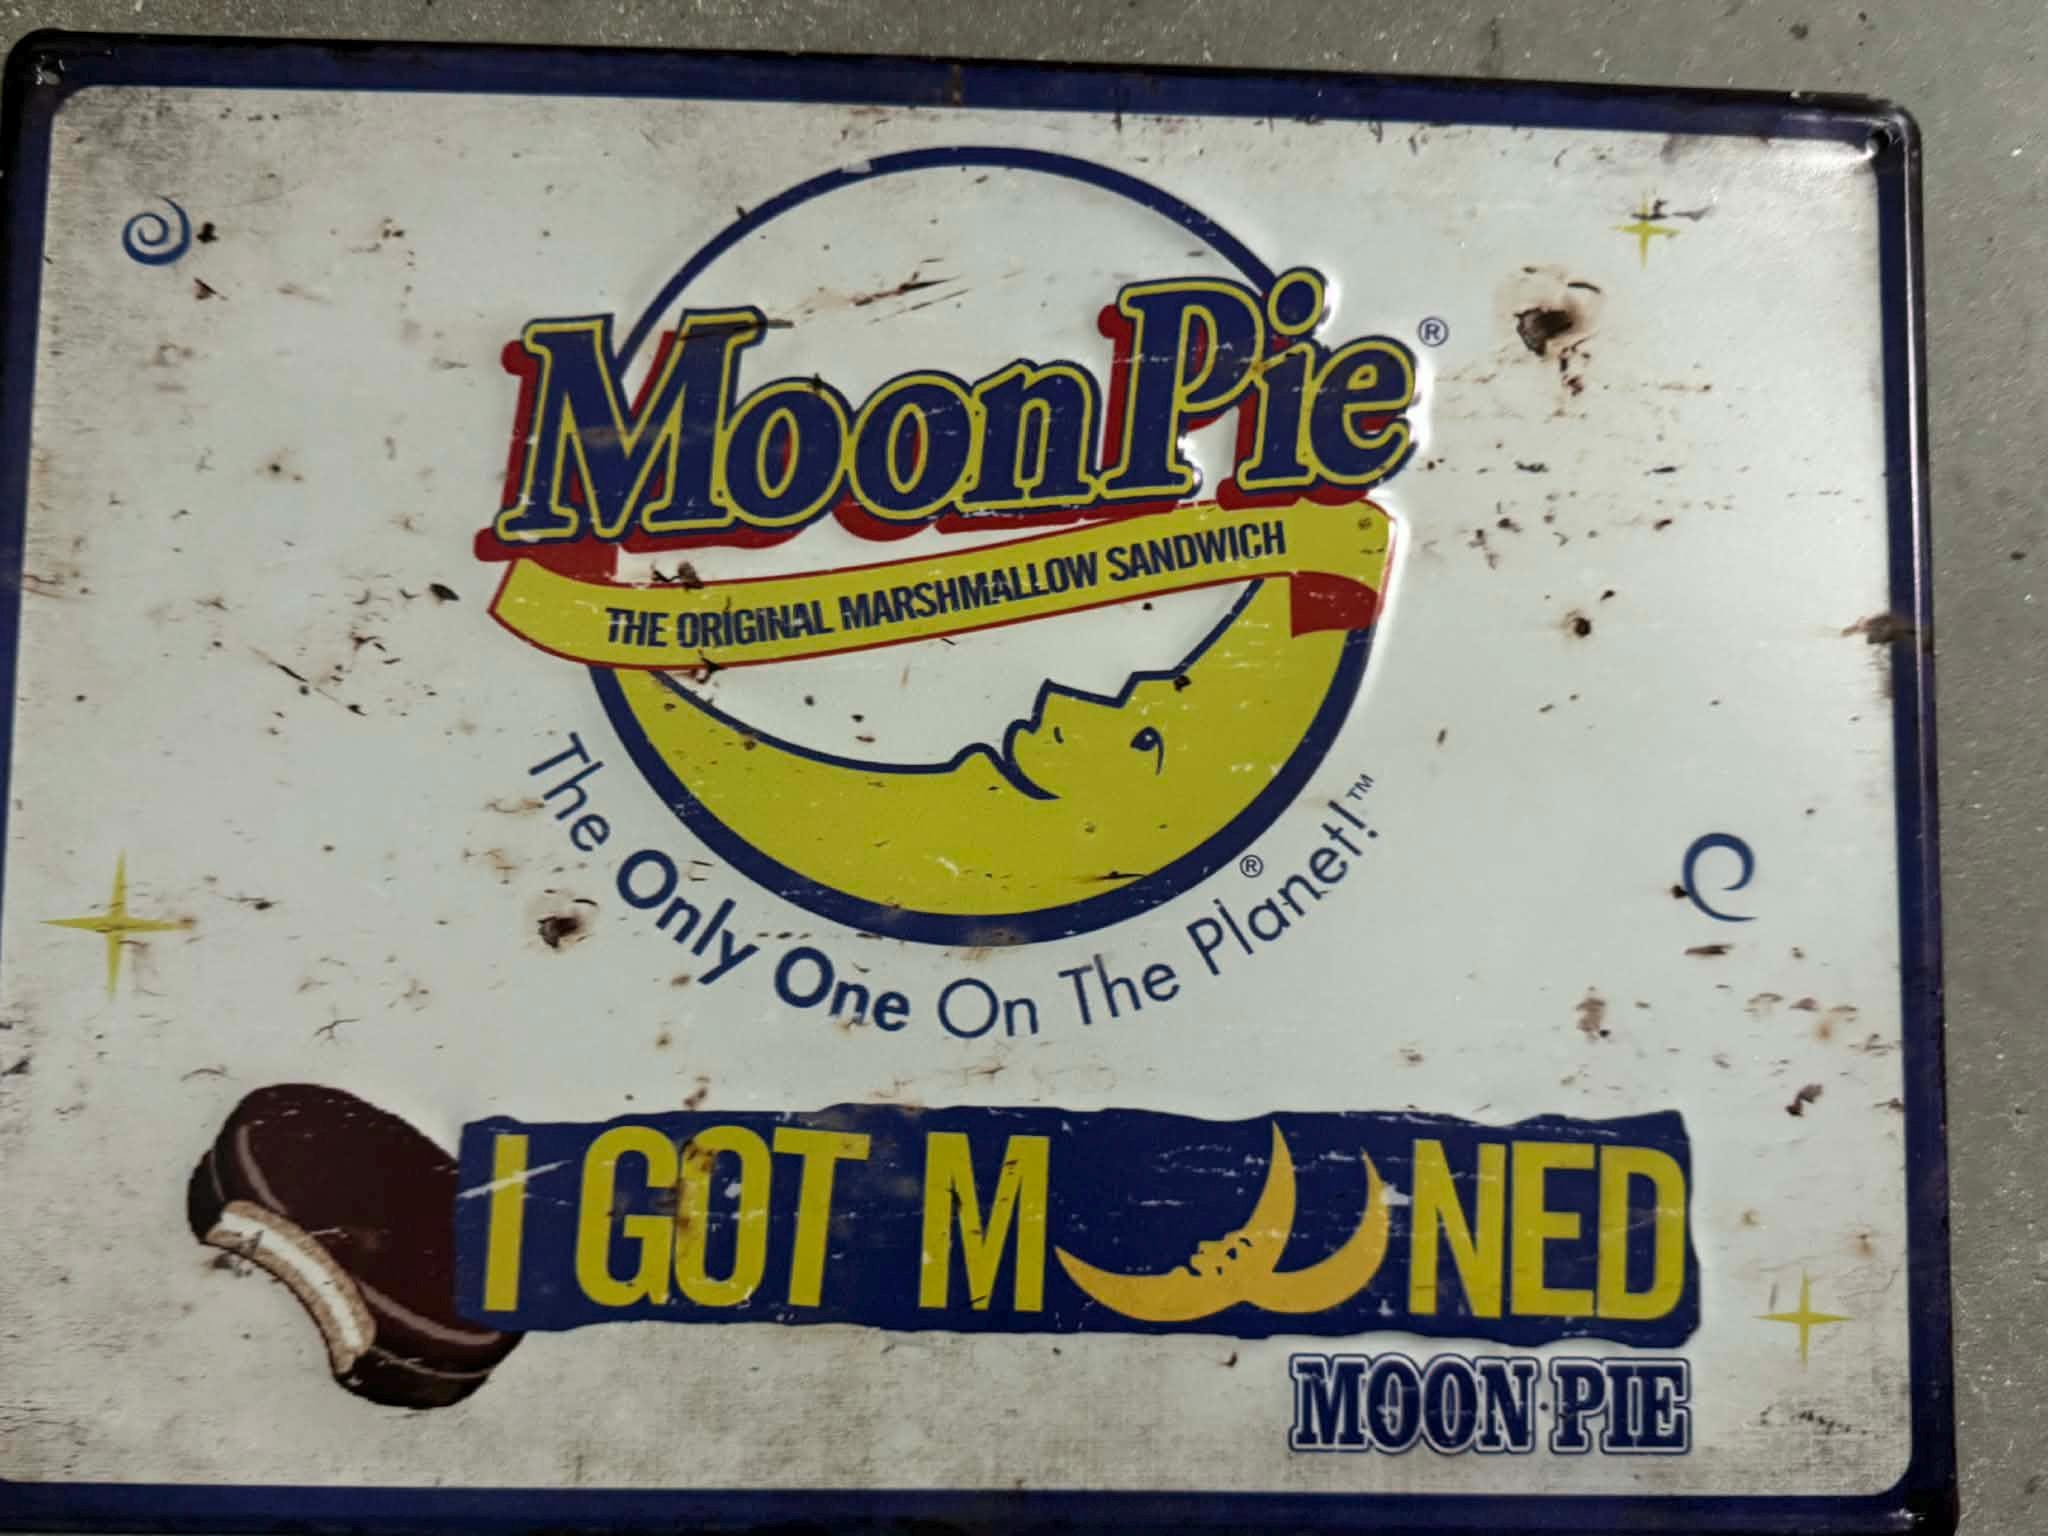 MoonPie®
THE ORIGINAL MARSHMALLOW SANDWICH
The Only One On The Planet!™
®
I GOT MOONED
MOON PIE